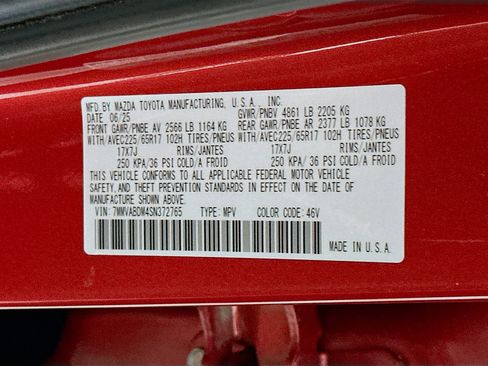 MFD. BY MAZDA TOYOTA MANUFACTURING, U.S.A., INC.
DATE 06/25 GVWR/PNBV 4861 LB 2205 KG
FRONT GAWR/PNBE AV 2566 LB 1164 KG REAR GAWR/PNBE AR 2377 LB 1078 KG
WITH/AVEC225/65R17 102H TIRES/PNEUS WITH/AVEC225/65R17 102H TIRES/PNEUS
17X7J RIMS/JANTES 17X7J RIMS/JANTES
250 KPA/36 PSI COLD/A FROID 250 KPA/ 36 PSI COLD/A FROID
THIS VEHICLE CONFORMS TO ALL APPLICABLE FEDERAL MOTOR VEHICLE
SAFETY, AND THEFT PREVENTION STANDARDS IN EFFECT ON THE DATE OF
MANUFACTURE SHOWN ABOVE.
VIN: 7MMVABDM4SN372765 TYPE: MPV COLOR CODE: 46V
MADE IN U.S.A.